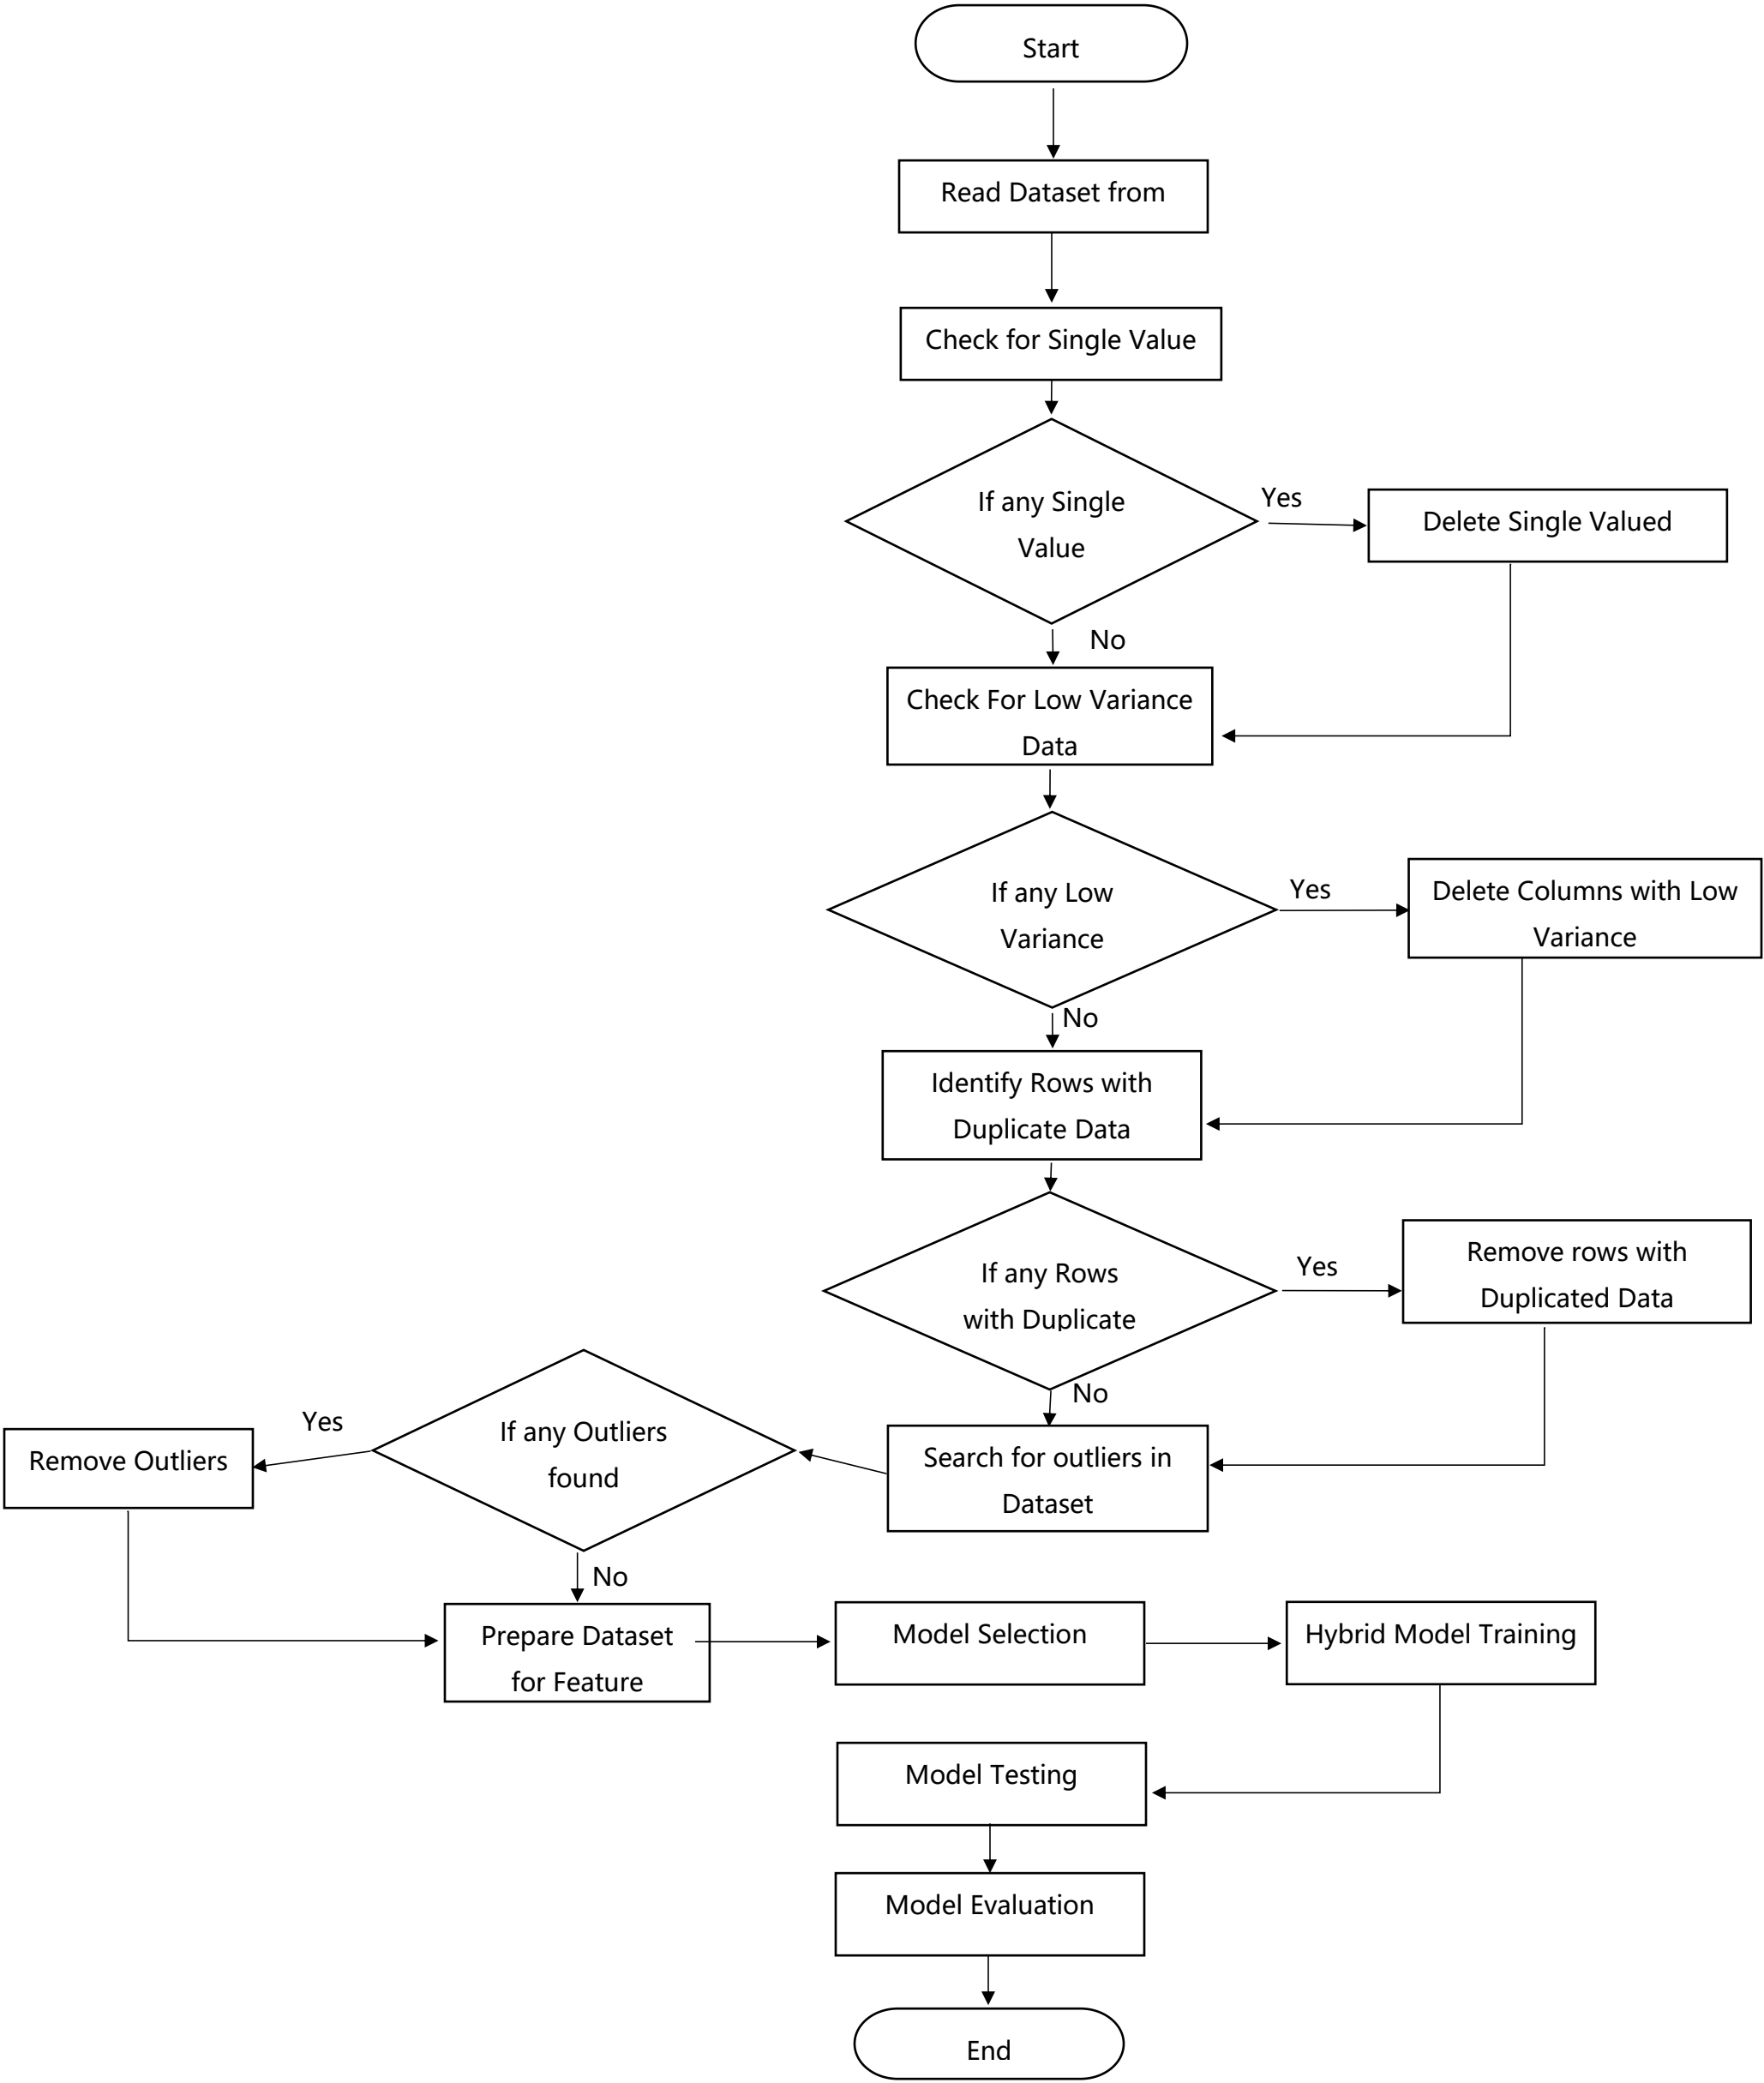 Start
Read Dataset from
Check for Single Value
If any Single
Value
Yes
Delete Single Valued
No
Check For Low Variance
Data
If any Low
Variance
Yes
Delete Columns with Low
Variance
No
Identify Rows with
Duplicate Data
If any Rows
with Duplicate
Yes
Remove rows with
Duplicated Data
No
Search for outliers in
Dataset
If any Outliers
found
Yes
Remove Outliers
No
Prepare Dataset
for Feature
Model Selection
Hybrid Model Training
Model Testing
Model Evaluation
End